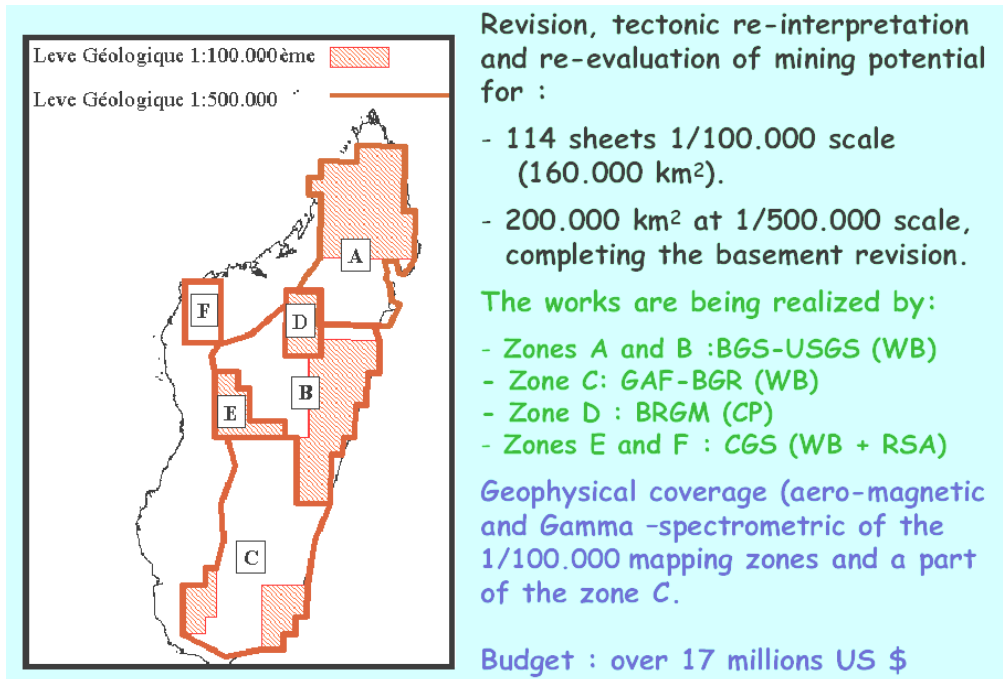 Leve Géologique 1:100.000ème
Leve Géologique 1:500.000
A
F
D
B
E
C
Revision, tectonic re-interpretation
and re-evaluation of mining potential
for :
- 114 sheets 1/100.000 scale
(160.000 km²).
- 200.000 km² at 1/500.000 scale,
completing the basement revision.
The works are being realized by:
- Zones A and B :BGS-USGS (WB)
- Zone C: GAF-BGR (WB)
- Zone D : BRGM (CP)
- Zones E and F : CGS (WB + RSA)
Geophysical coverage (aero-magnetic
and Gamma -spectrometric of the
1/100.000 mapping zones and a part
of the zone C.
Budget : over 17 millions US $